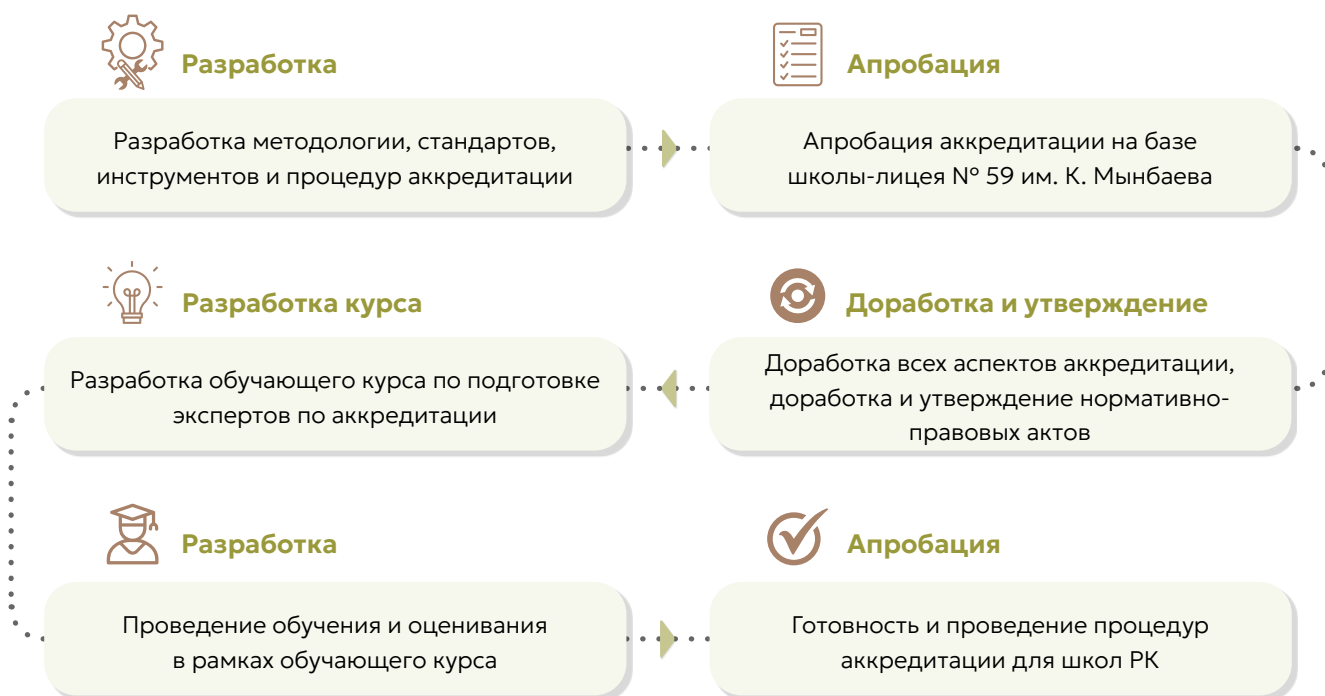 Разработка
Разработка методологии, стандартов,
инструментов и процедур аккредитации
Апробация
Апробация аккредитации на базе
школы-лицея № 59 им. К. Мынбаева
Доработка и утверждение
Доработка всех аспектов аккредитации,
доработка и утверждение нормативно-
правовых актов
Разработка курса
Разработка обучающего курса по подготовке
экспертов по аккредитации
Разработка
Проведение обучения и оценивания
в рамках обучающего курса
Апробация
Готовность и проведение процедур
аккредитации для школ РК